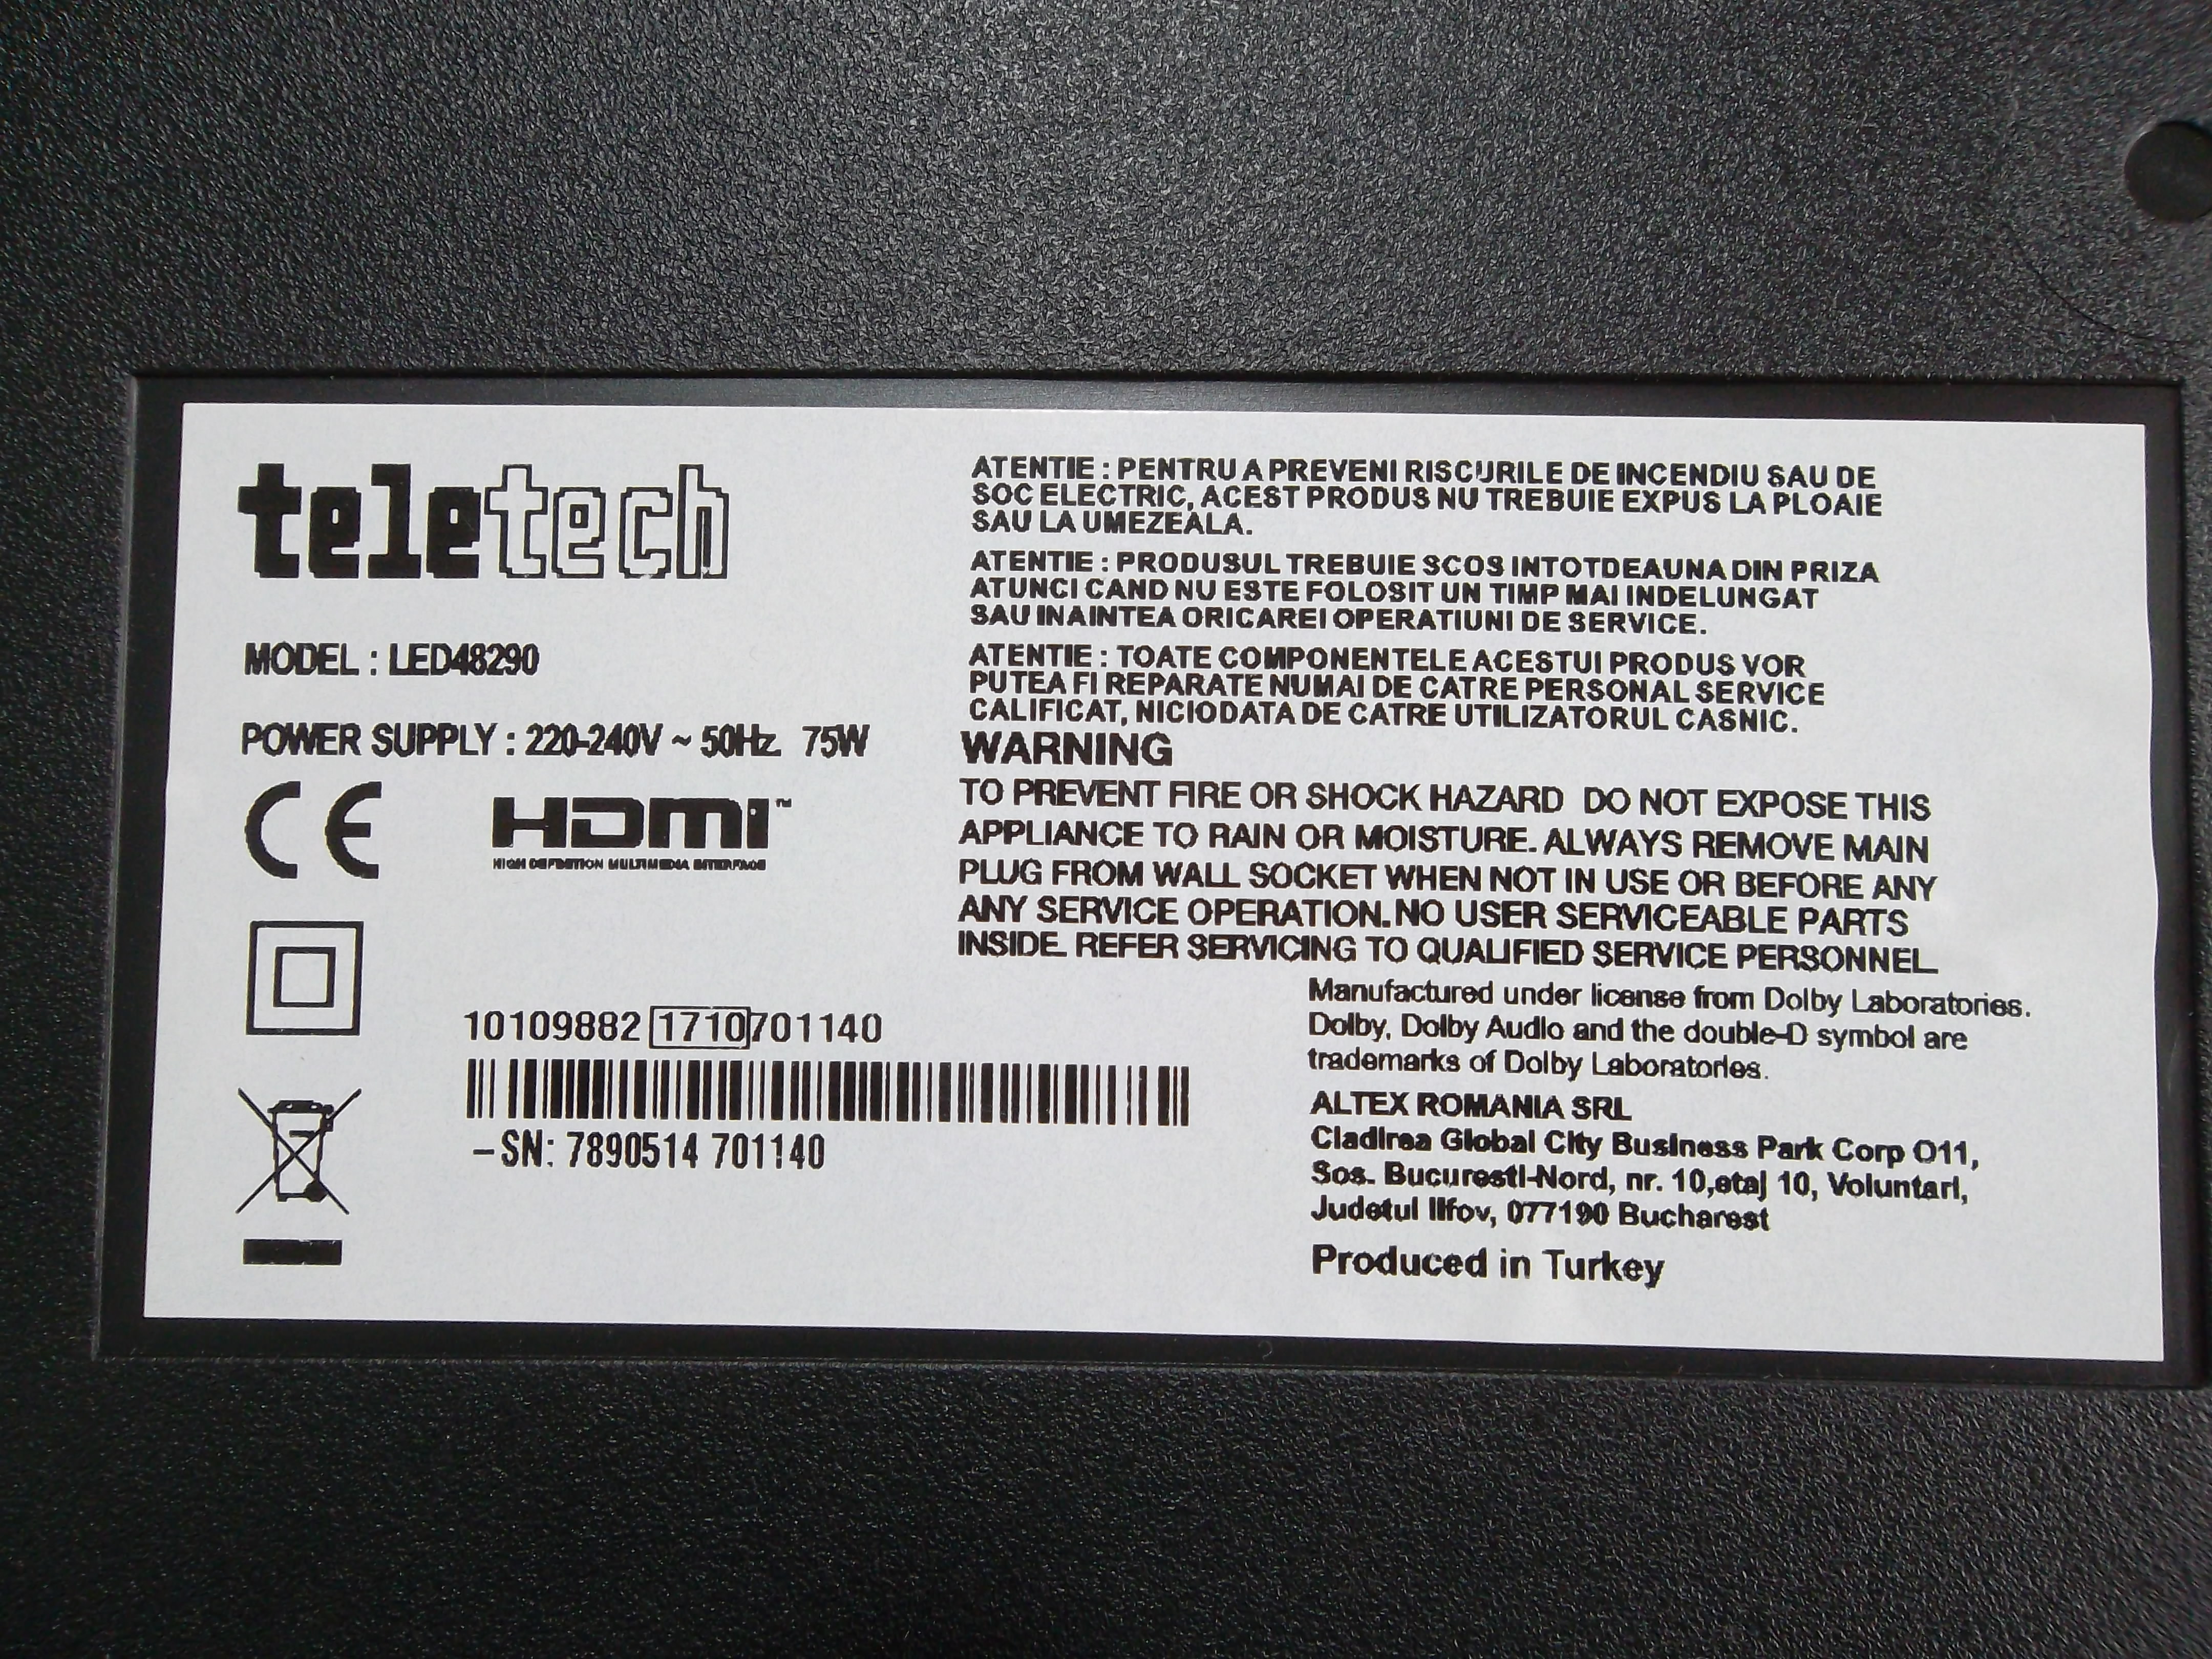 teletech
MODEL : LED48290
POWER SUPPLY : 220-240V ~ 50Hz 75W
CE
HDMI™
HIGH DEFINITION MULTIMEDIA INTERFACE
10109882 1710701140
–SN: 7890514 701140
ATENTIE : PENTRU A PREVENI RISCURILE DE INCENDIU SAU DE
SOC ELECTRIC, ACEST PRODUS NU TREBUIE EXPUS LA PLOAIE
SAU LA UMEZEALA.
ATENTIE : PRODUSUL TREBUIE SCOS INTOTDEAUNA DIN PRIZA
ATUNCI CAND NU ESTE FOLOSIT UN TIMP MAI INDELUNGAT
SAU INAINTEA ORICAREI OPERATIUNI DE SERVICE.
ATENTIE : TOATE COMPONENTELE ACESTUI PRODUS VOR
PUTEA FI REPARATE NUMAI DE CATRE PERSONAL SERVICE
CALIFICAT, NICIODATA DE CATRE UTILIZATORUL CASNIC.
WARNING
TO PREVENT FIRE OR SHOCK HAZARD DO NOT EXPOSE THIS
APPLIANCE TO RAIN OR MOISTURE. ALWAYS REMOVE MAIN
PLUG FROM WALL SOCKET WHEN NOT IN USE OR BEFORE ANY
ANY SERVICE OPERATION. NO USER SERVICEABLE PARTS
INSIDE. REFER SERVICING TO QUALIFIED SERVICE PERSONNEL
Manufactured under license from Dolby Laboratories.
Dolby, Dolby Audio and the double-D symbol are
trademarks of Dolby Laboratories.
ALTEX ROMANIA SRL
Cladirea Global City Business Park Corp O11,
Sos. Bucuresti-Nord, nr. 10,etaj 10, Voluntari,
Judetul Ilfov, 077190 Bucharest
Produced in Turkey